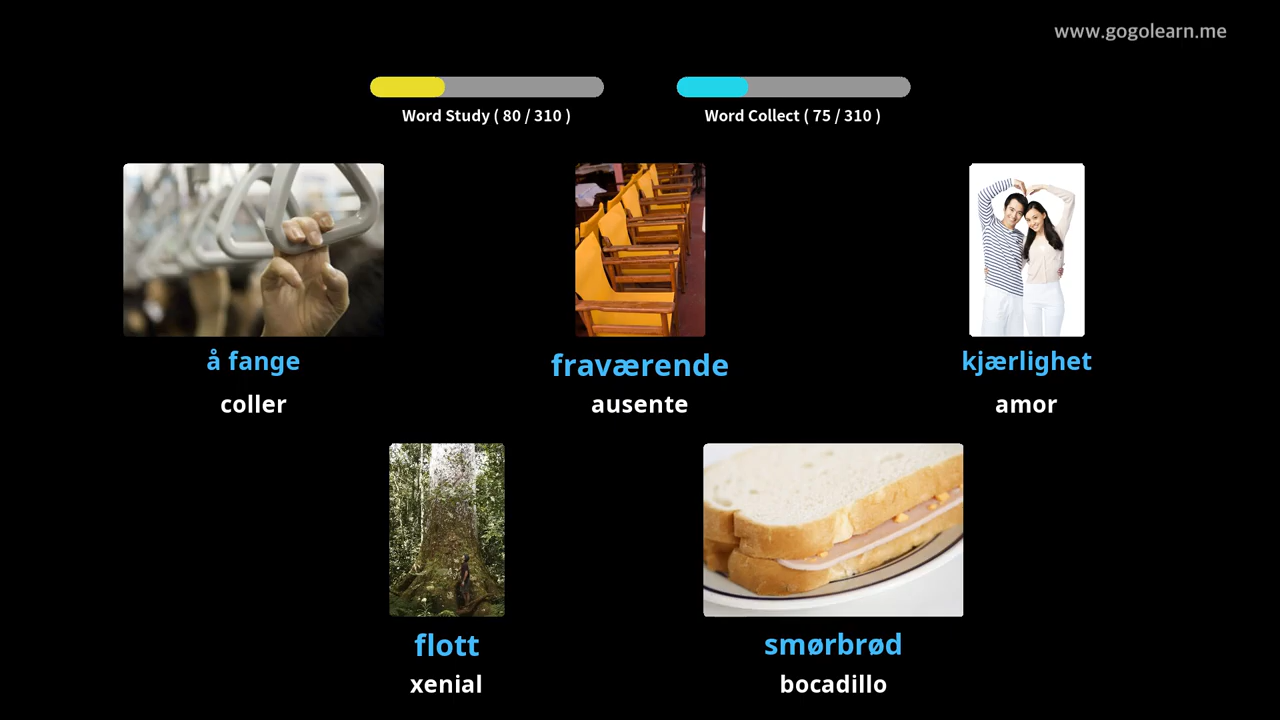 www.gogolearn.me
Word Study ( 80 / 310 )
Word Collect ( 75 / 310 )
å fange
coller
fraværende
ausente
kjærlighet
amor
flott
xenial
smørbrød
bocadillo